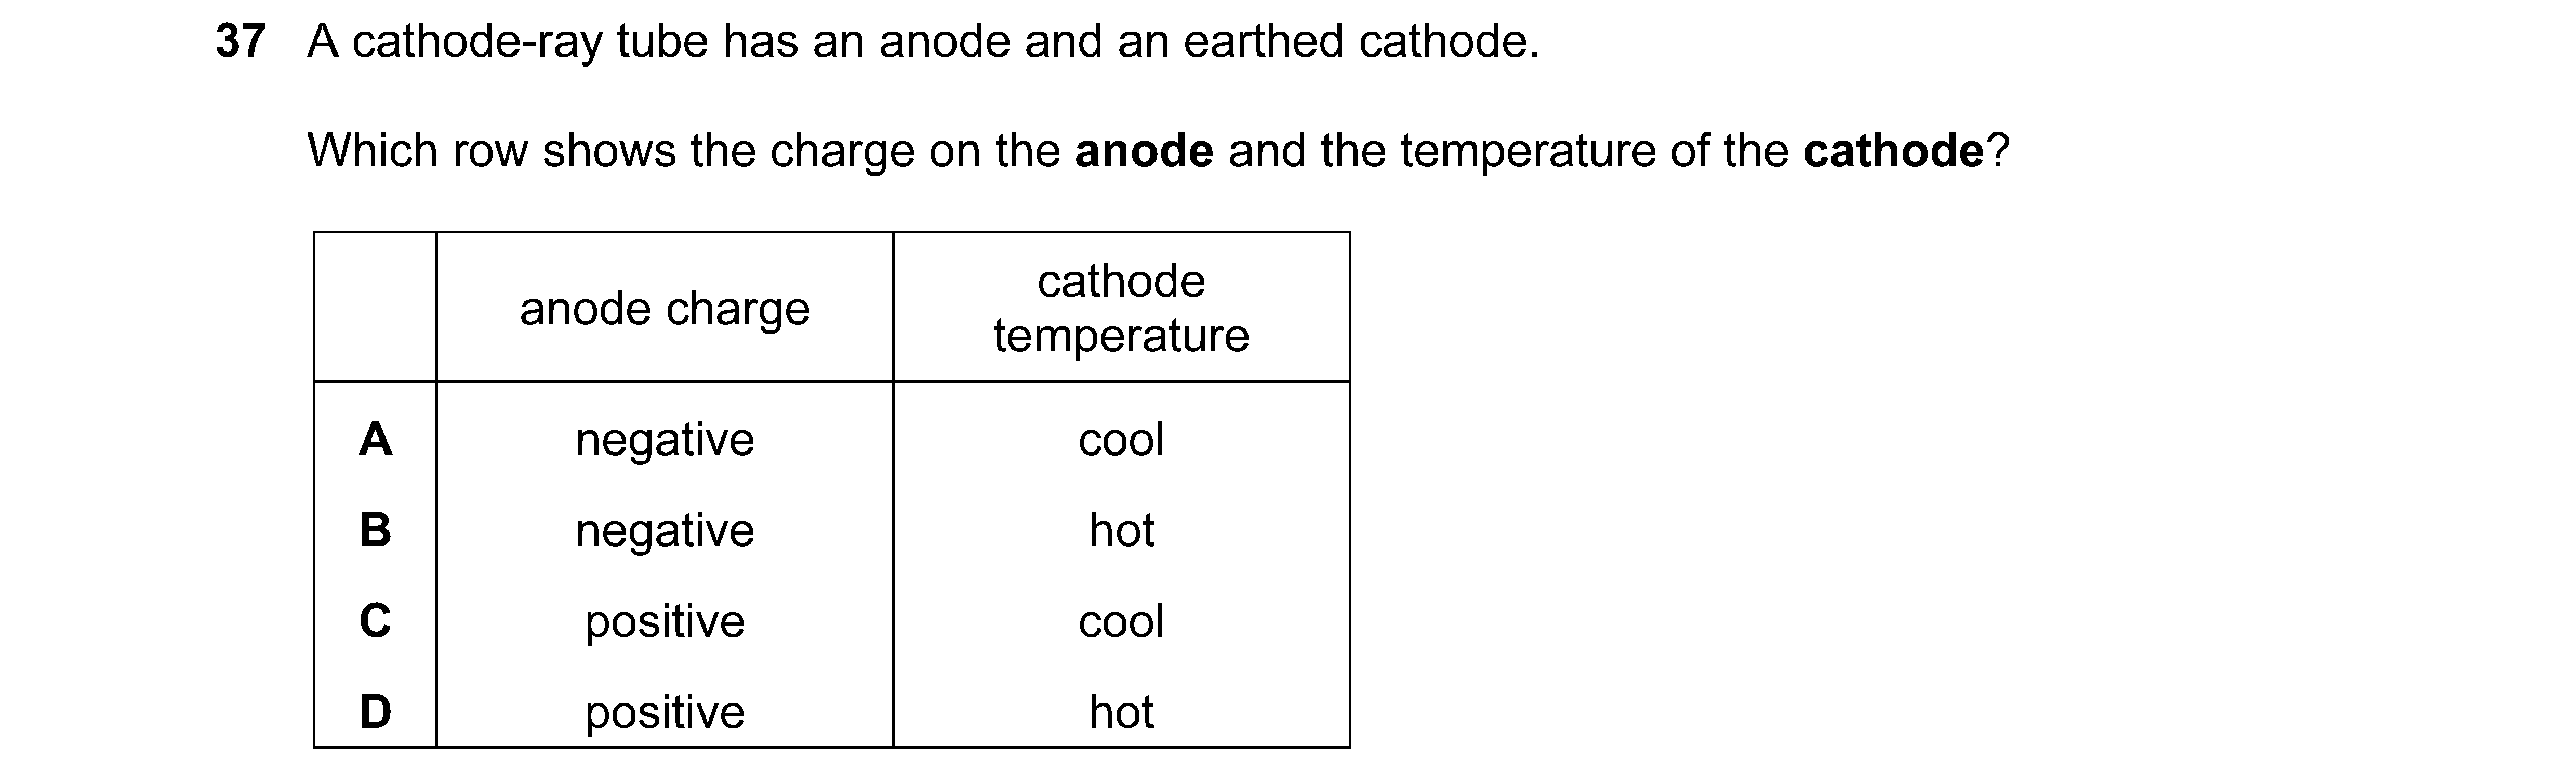 37 A cathode-ray tube has an anode and an earthed cathode.
Which row shows the charge on the anode and the temperature of the cathode?
anode charge cathode
temperature
A negative cool
B negative hot
C positive cool
D positive hot